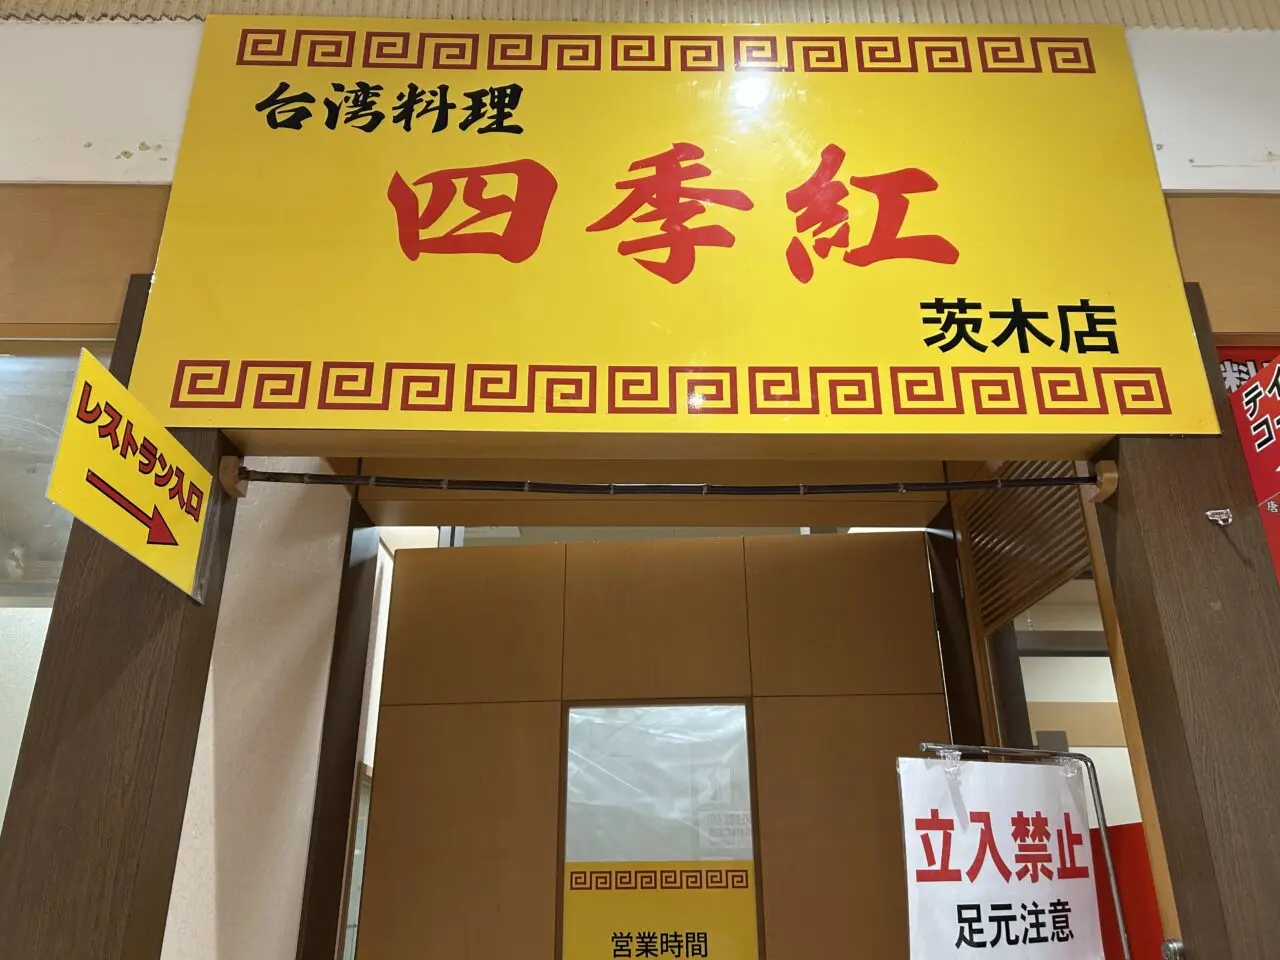 台湾料理
四季紅
茨木店
レストラン入口
立入禁止
足元注意
営業時間